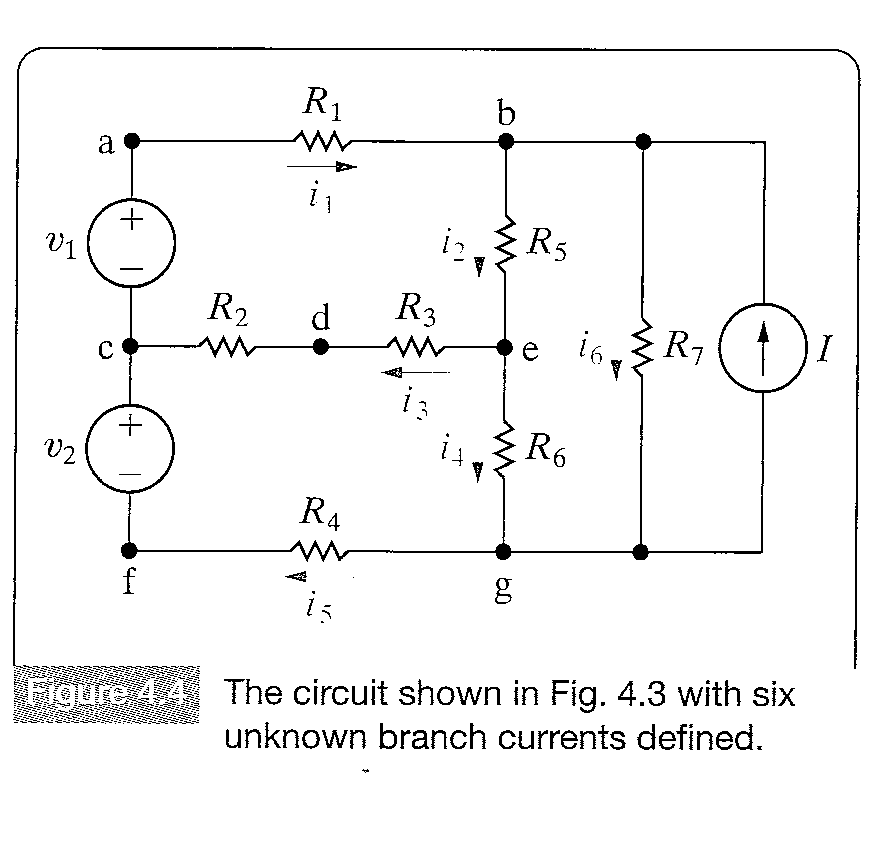 R1
b
a
i1
v1
+
−
i2
R5
R2
d
R3
c
e
i6
R7
I
i3
+
v2
−
i4
R6
R4
f
i5
g
Figure 4.4 The circuit shown in Fig. 4.3 with six
unknown branch currents defined.